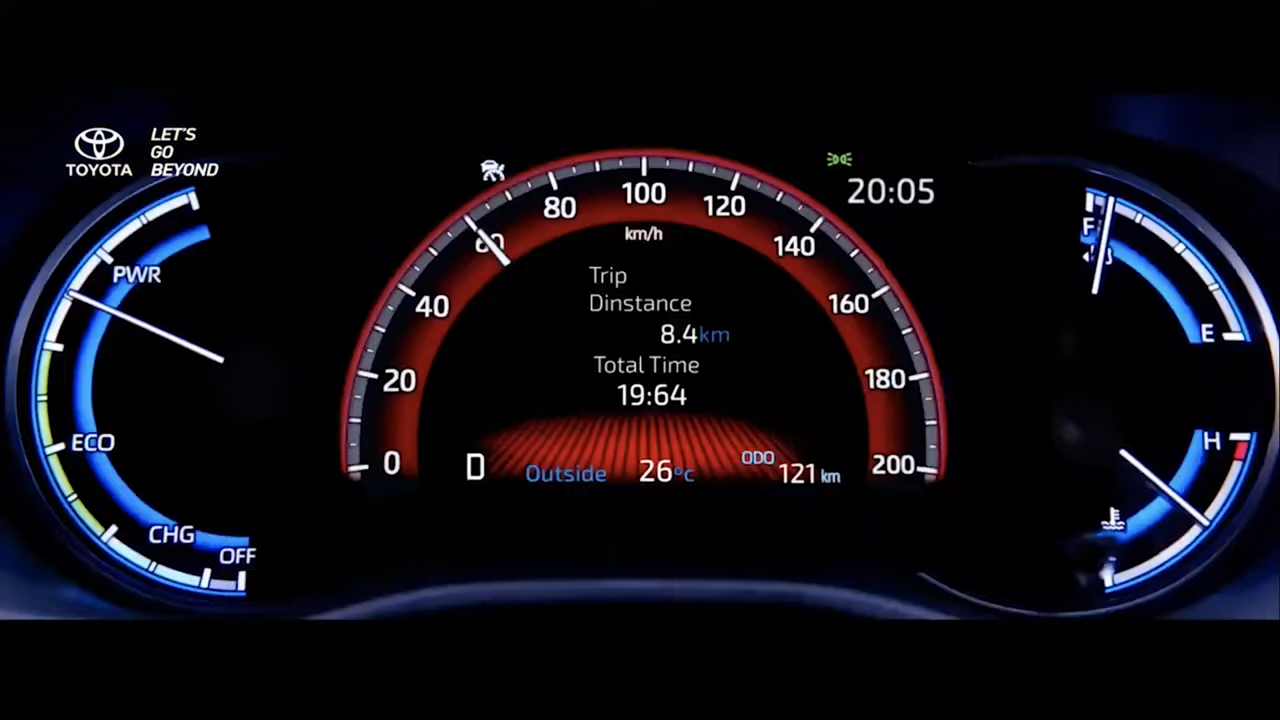 TOYOTA
LET'S
GO
BEYOND
PWR
ECO
CHG
OFF
0
20
40
60
80
100
120
140
160
180
200
km/h
Trip
Dinstance
8.4km
Total Time
19:64
D
Outside
26°C
ODO
121 km
20:05
F
E
H